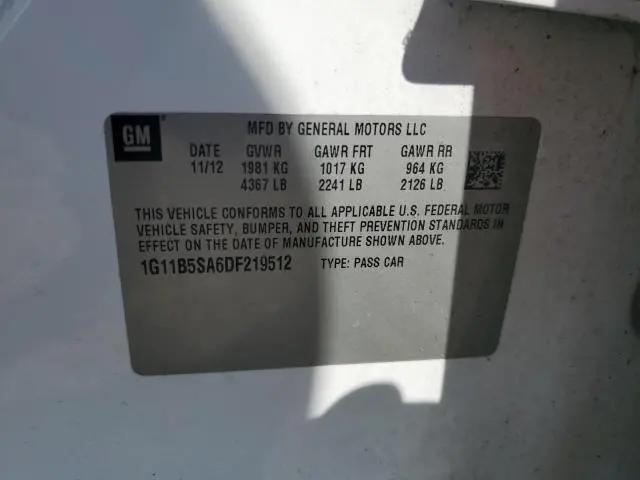 GM
MFD BY GENERAL MOTORS LLC
DATE GVWR GAWR FRT GAWR RR
11/12 1981 KG 1017 KG 964 KG
4367 LB 2241 LB 2126 LB
THIS VEHICLE CONFORMS TO ALL APPLICABLE U.S. FEDERAL MOTOR
VEHICLE SAFETY, BUMPER, AND THEFT PREVENTION STANDARDS IN
EFFECT ON THE DATE OF MANUFACTURE SHOWN ABOVE.
1G11B5SA6DF219512 TYPE: PASS CAR